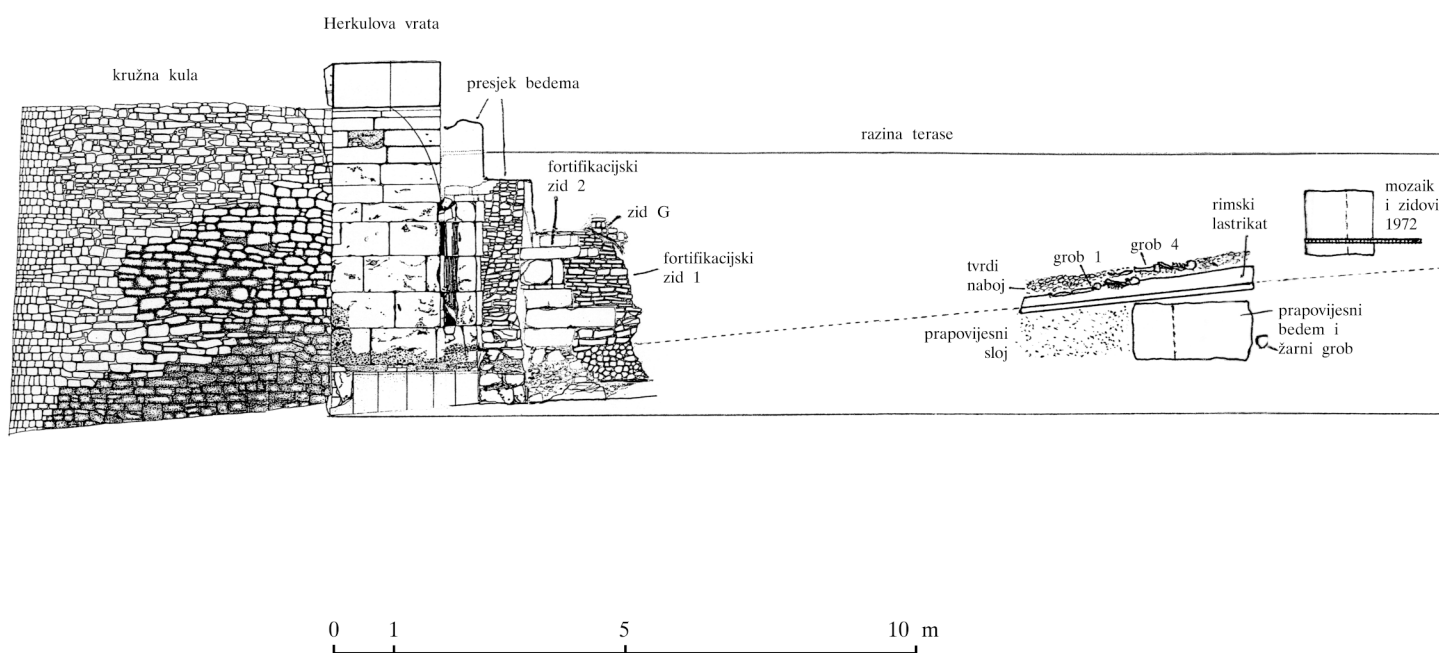 Herkulova vrata
kružna kula
presjek bedema
razina terase
fortifikacijski
zid 2
zid G
fortifikacijski
zid 1
tvrdi
naboj
grob 1
grob 4
rimski
lastrikat
mozaik
i zidovi
1972
prapovijesni
sloj
prapovijesni
bedem i
žarni grob
0 1 5 10 m